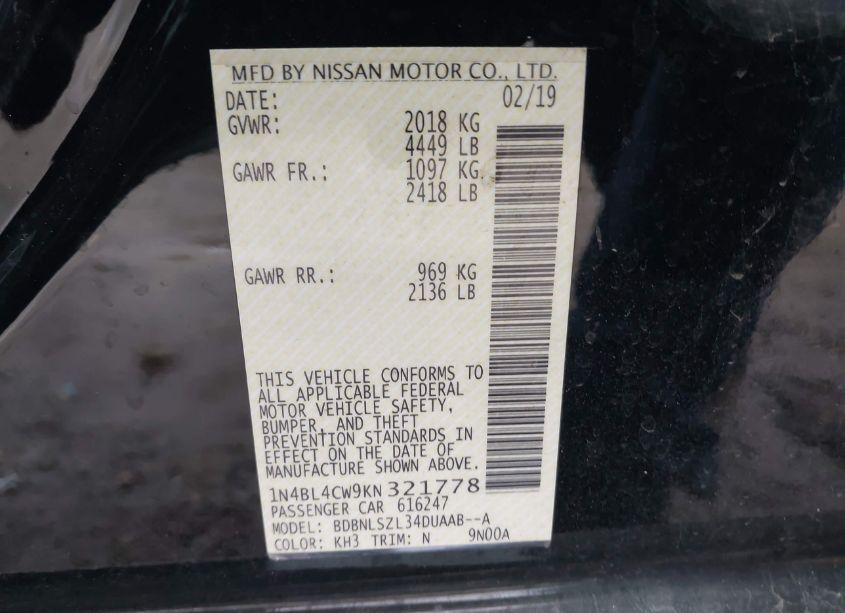 MFD BY NISSAN MOTOR CO., LTD.
DATE: 02/19
GVWR: 2018 KG
4449 LB
GAWR FR.: 1097 KG
2418 LB
GAWR RR.: 969 KG
2136 LB
THIS VEHICLE CONFORMS TO
ALL APPLICABLE FEDERAL
MOTOR VEHICLE SAFETY,
BUMPER, AND THEFT
PREVENTION STANDARDS IN
EFFECT ON THE DATE OF
MANUFACTURE SHOWN ABOVE.
1N4BL4CW9KN321778
PASSENGER CAR 616247
MODEL: BDBNLSZL34DUAAB--A
COLOR: KH3 TRIM: N 9N00A